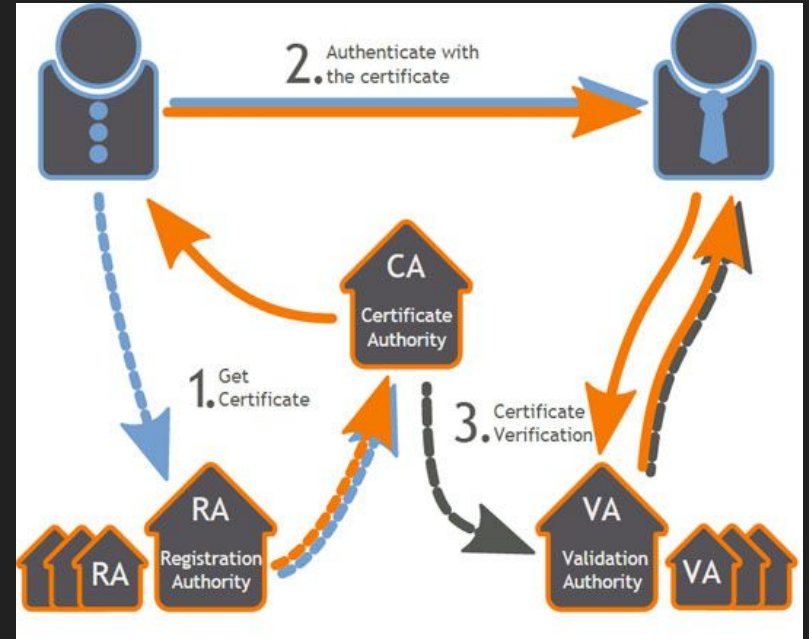 2. Authenticate with
the certificate
CA
Certificate
Authority
1. Get
Certificate
3. Certificate
Verification
RA
Registration
Authority
RA
VA
Validation
Authority
VA